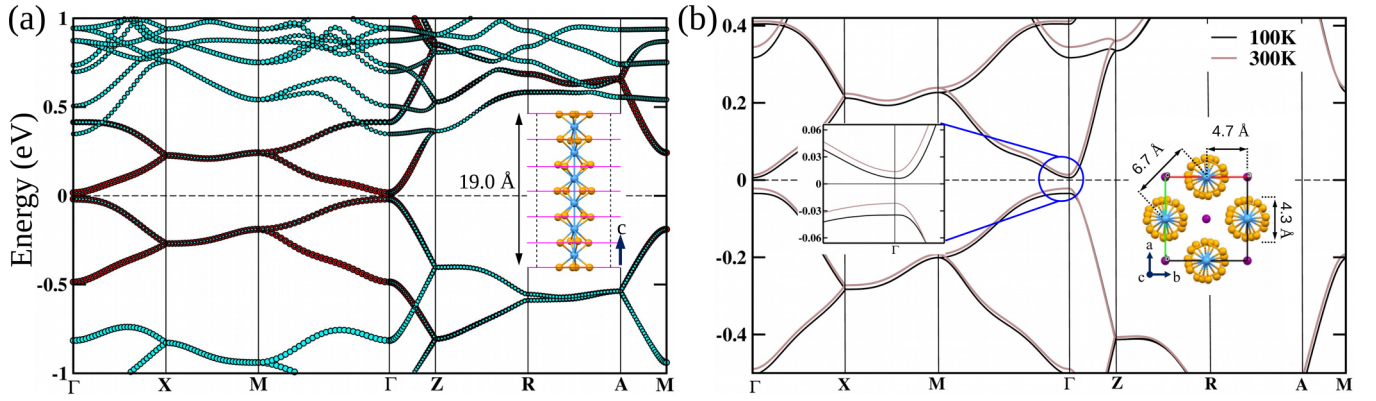 (a)
Energy (eV)
1
0.5
0
-0.5
-1
Γ X M Γ Z R A M
19.0 Å
c
(b)
0.4
0.2
0
-0.2
-0.4
Γ X M Γ Z R A M
100K
300K
0.06
0.03
0
-0.03
-0.06
Γ
4.7 Å
6.7 Å
4.3 Å
a
c b